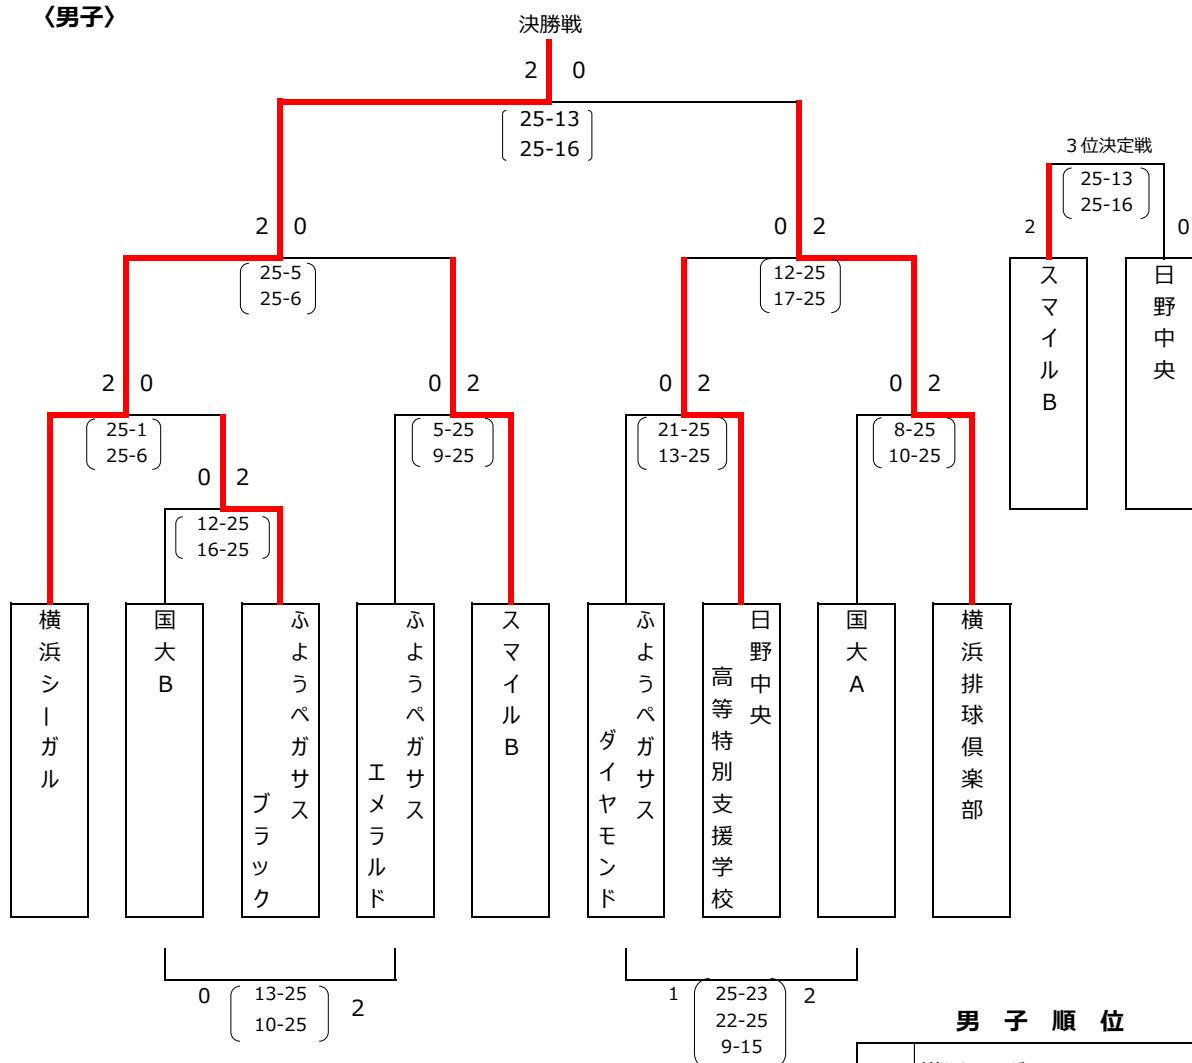 〈男子〉
決勝戦
2 0
25-13
25-16
3位決定戦
25-13
25-16
2 0
スマイルB
日野中央
2 0
25-5
25-6
0 2
12-25
17-25
2 0
25-1
25-6
0 2
5-25
9-25
0 2
21-25
13-25
0 2
8-25
10-25
0 2
12-25
16-25
横浜シーガル
国大B
ふようペガサス
ブラック
ふようペガサス
エメラルド
スマイルB
ふようペガサス
ダイヤモンド
日野中央
高等特別支援学校
国大A
横浜排球倶楽部
0 2
13-25
10-25
1 2
25-23
22-25
9-15
男子順位